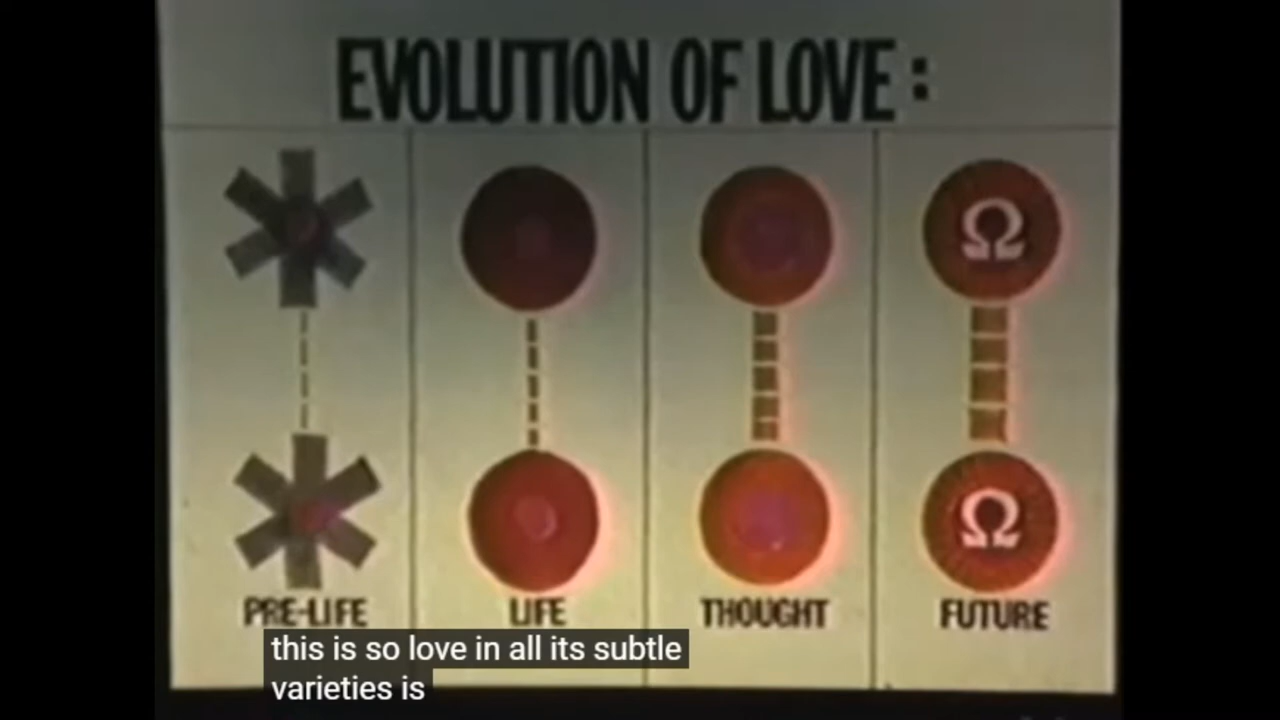 EVOLUTION OF LOVE :
Ω
Ω
PRE-LIFE LIFE THOUGHT FUTURE
this is so love in all its subtle
varieties is